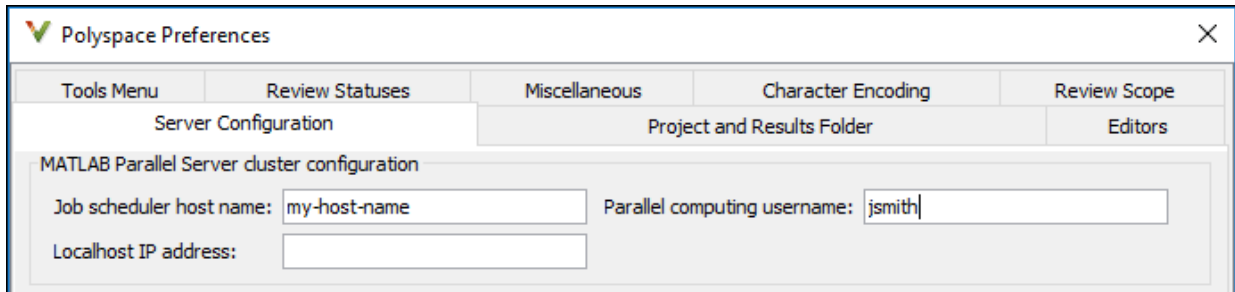 Polyspace Preferences
Tools Menu Review Statuses Miscellaneous Character Encoding Review Scope
Server Configuration Project and Results Folder Editors
MATLAB Parallel Server cluster configuration
Job scheduler host name: my-host-name Parallel computing username: jsmith
Localhost IP address: